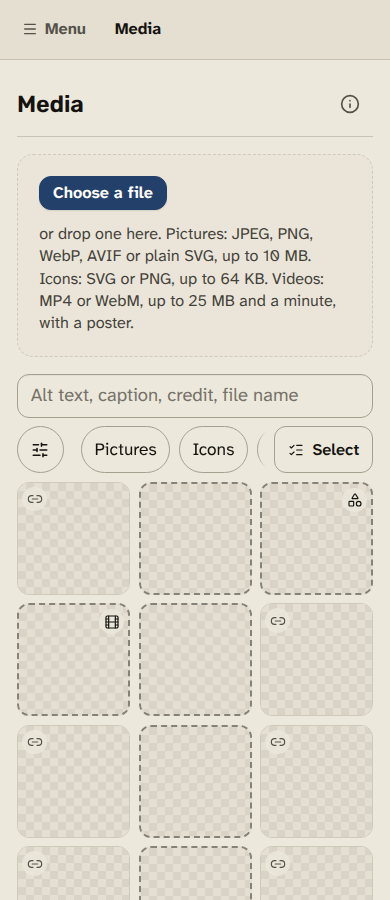 Menu
Media
Media
Choose a file
or drop one here. Pictures: JPEG, PNG,
WebP, AVIF or plain SVG, up to 10 MB.
Icons: SVG or PNG, up to 64 KB. Videos:
MP4 or WebM, up to 25 MB and a minute,
with a poster.
Alt text, caption, credit, file name
Pictures
Icons
Select